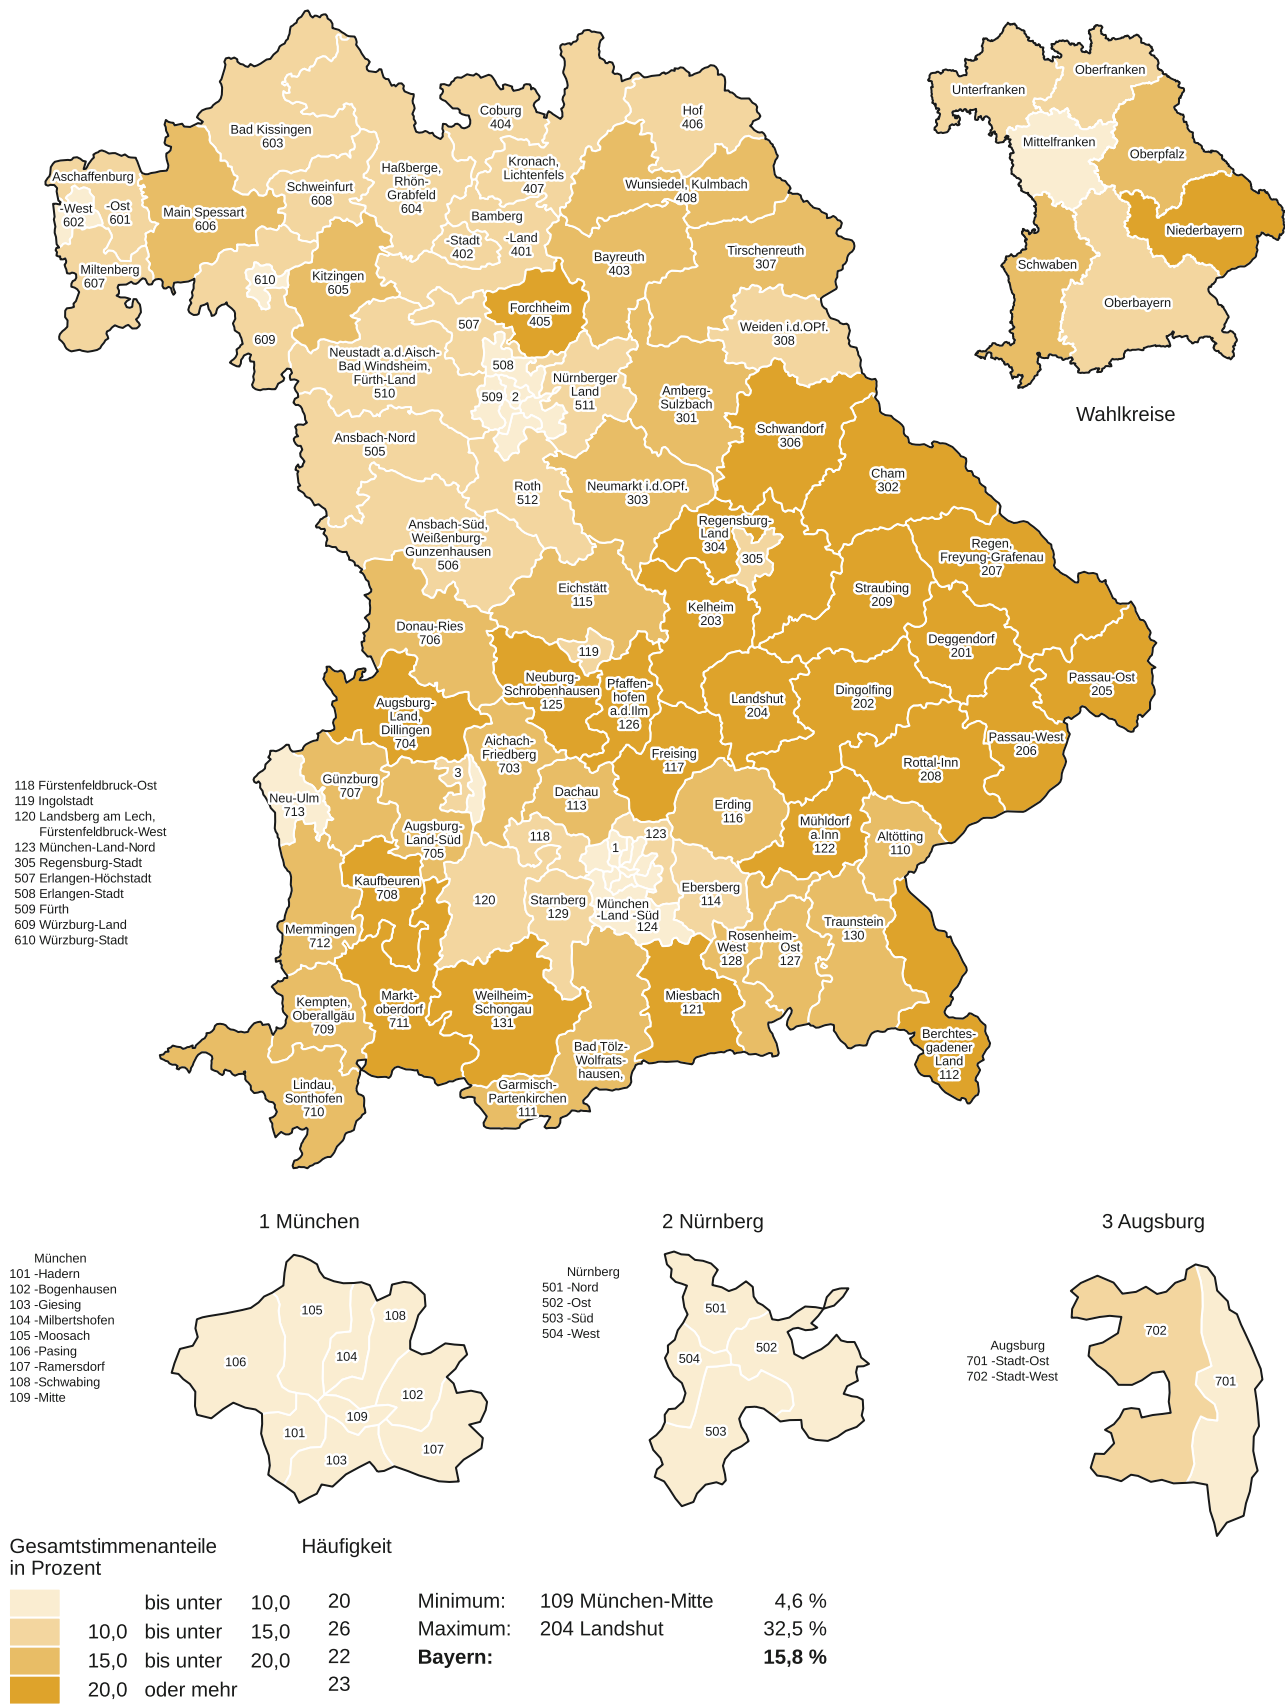 Coburg
404
Hof
406
Bad Kissingen
603
Kronach,
Lichtenfels
407
Haßberge,
Rhön-
Grabfeld
604
Aschaffenburg
-West
602
-Ost
601
Schweinfurt
608
Wunsiedel, Kulmbach
408
Main Spessart
606
Bamberg
-Stadt
402
-Land
401
Miltenberg
607
610
Kitzingen
605
Bayreuth
403
Tirschenreuth
307
Forchheim
405
609
507
Weiden i.d.OPf.
308
Neustadt a.d.Aisch-
Bad Windsheim,
Fürth-Land
510
508
509
2
Nürnberger
Land
511
Amberg-
Sulzbach
301
Schwandorf
306
Ansbach-Nord
505
Cham
302
Roth
512
Neumarkt i.d.OPf.
303
Ansbach-Süd,
Weißenburg-
Gunzenhausen
506
Regensburg-
Land
304
305
Regen,
Freyung-Grafenau
207
Eichstätt
115
Kelheim
203
Straubing
209
Donau-Ries
706
Deggendorf
201
119
Neuburg-
Schrobenhausen
125
Pfaffen-
hofen
a.d.Ilm
126
Landshut
204
Dingolfing
202
Passau-Ost
205
Augsburg-
Land,
Dillingen
704
Aichach-
Friedberg
703
Freising
117
Passau-West
206
Rottal-Inn
208
Neu-Ulm
713
Günzburg
707
3
Dachau
113
Erding
116
Augsburg-
Land-Süd
705
118
123
1
Mühldorf
a.Inn
122
Altötting
110
Kaufbeuren
708
120
Starnberg
129
München
-Land -Süd
124
Ebersberg
114
Memmingen
712
Rosenheim-
West
128
Ost
127
Traunstein
130
Kempten,
Oberallgäu
709
Markt-
oberdorf
711
Weilheim-
Schongau
131
Miesbach
121
Bad Tölz-
Wolfrats-
hausen,
Garmisch-
Partenkirchen
111
Berchtes-
gadener
Land
112
Lindau,
Sonthofen
710
Unterfranken
Oberfranken
Mittelfranken
Oberpfalz
Niederbayern
Schwaben
Oberbayern
Wahlkreise
118 Fürstenfeldbruck-Ost
119 Ingolstadt
120 Landsberg am Lech,
Fürstenfeldbruck-West
123 München-Land-Nord
305 Regensburg-Stadt
507 Erlangen-Höchstadt
508 Erlangen-Stadt
509 Fürth
609 Würzburg-Land
610 Würzburg-Stadt
1 München
München
101 -Hadern
102 -Bogenhausen
103 -Giesing
104 -Milbertshofen
105 -Moosach
106 -Pasing
107 -Ramersdorf
108 -Schwabing
109 -Mitte
105
108
106
104
102
109
101
103
107
2 Nürnberg
Nürnberg
501 -Nord
502 -Ost
503 -Süd
504 -West
501
502
504
503
3 Augsburg
Augsburg
701 -Stadt-Ost
702 -Stadt-West
702
701
Gesamtstimmenanteile
in Prozent
Häufigkeit
bis unter 10,0 20
10,0 bis unter 15,0 26
15,0 bis unter 20,0 22
20,0 oder mehr 23
Minimum: 109 München-Mitte 4,6 %
Maximum: 204 Landshut 32,5 %
Bayern: 15,8 %